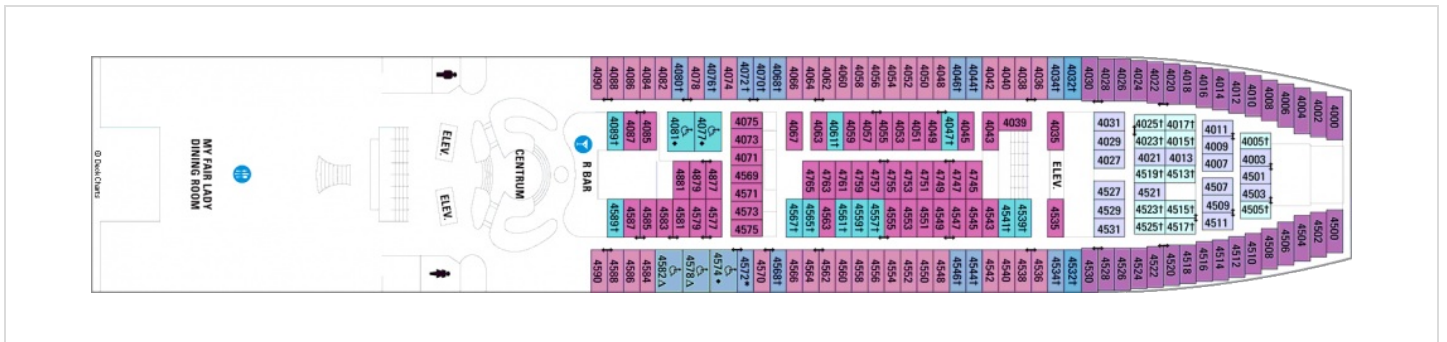 4090 4088 4086 4084 4082 4080† 4078 4076† 4074 4072† 4070† 4068† 4066 4064 4062 4060 4058 4056 4054 4052 4050 4048 4046† 4044† 4042 4040 4038 4036 4034† 4032† 4030 4028 4026 4024 4022 4020 4018 4016 4014 4012 4010 4008 4006 4004 4002 4000
4089† 4087 4085 4081♦ 4077♦ 4075 4067 4063 4061† 4059 4057 4055 4053 4051 4049 4047† 4045 4043 4039 4035 4031 4025† 4017† 4011
4073 4029 4023† 4015† 4009 4005†
4071 4027 4021 4013 4007 4003
4881 4879 4877 4569 4765 4763 4761 4759 4757 4755 4753 4751 4749 4747 4745 4519† 4513† 4501
4571 4527 4521 4507 4503
4589† 4587 4585 4583 4581 4579 4577 4573 4567† 4565† 4563 4561† 4559† 4557† 4555 4553 4551 4549 4547 4545 4543 4541† 4539† 4535 4529 4523† 4515† 4509 4505†
4575 4531 4525† 4517† 4511
4590 4588 4586 4584 4582△ 4578△ 4574♦ 4572* 4570 4568† 4566 4564 4562 4560 4558 4556 4554 4552 4550 4548 4546† 4544† 4542 4540 4538 4536 4534† 4532† 4530 4528 4526 4524 4522 4520 4518 4516 4514 4512 4510 4508 4506 4504 4502 4500
© Deck Charts
MY FAIR LADY
DINING ROOM
ELEV.
ELEV.
CENTRUM
R BAR
ELEV.